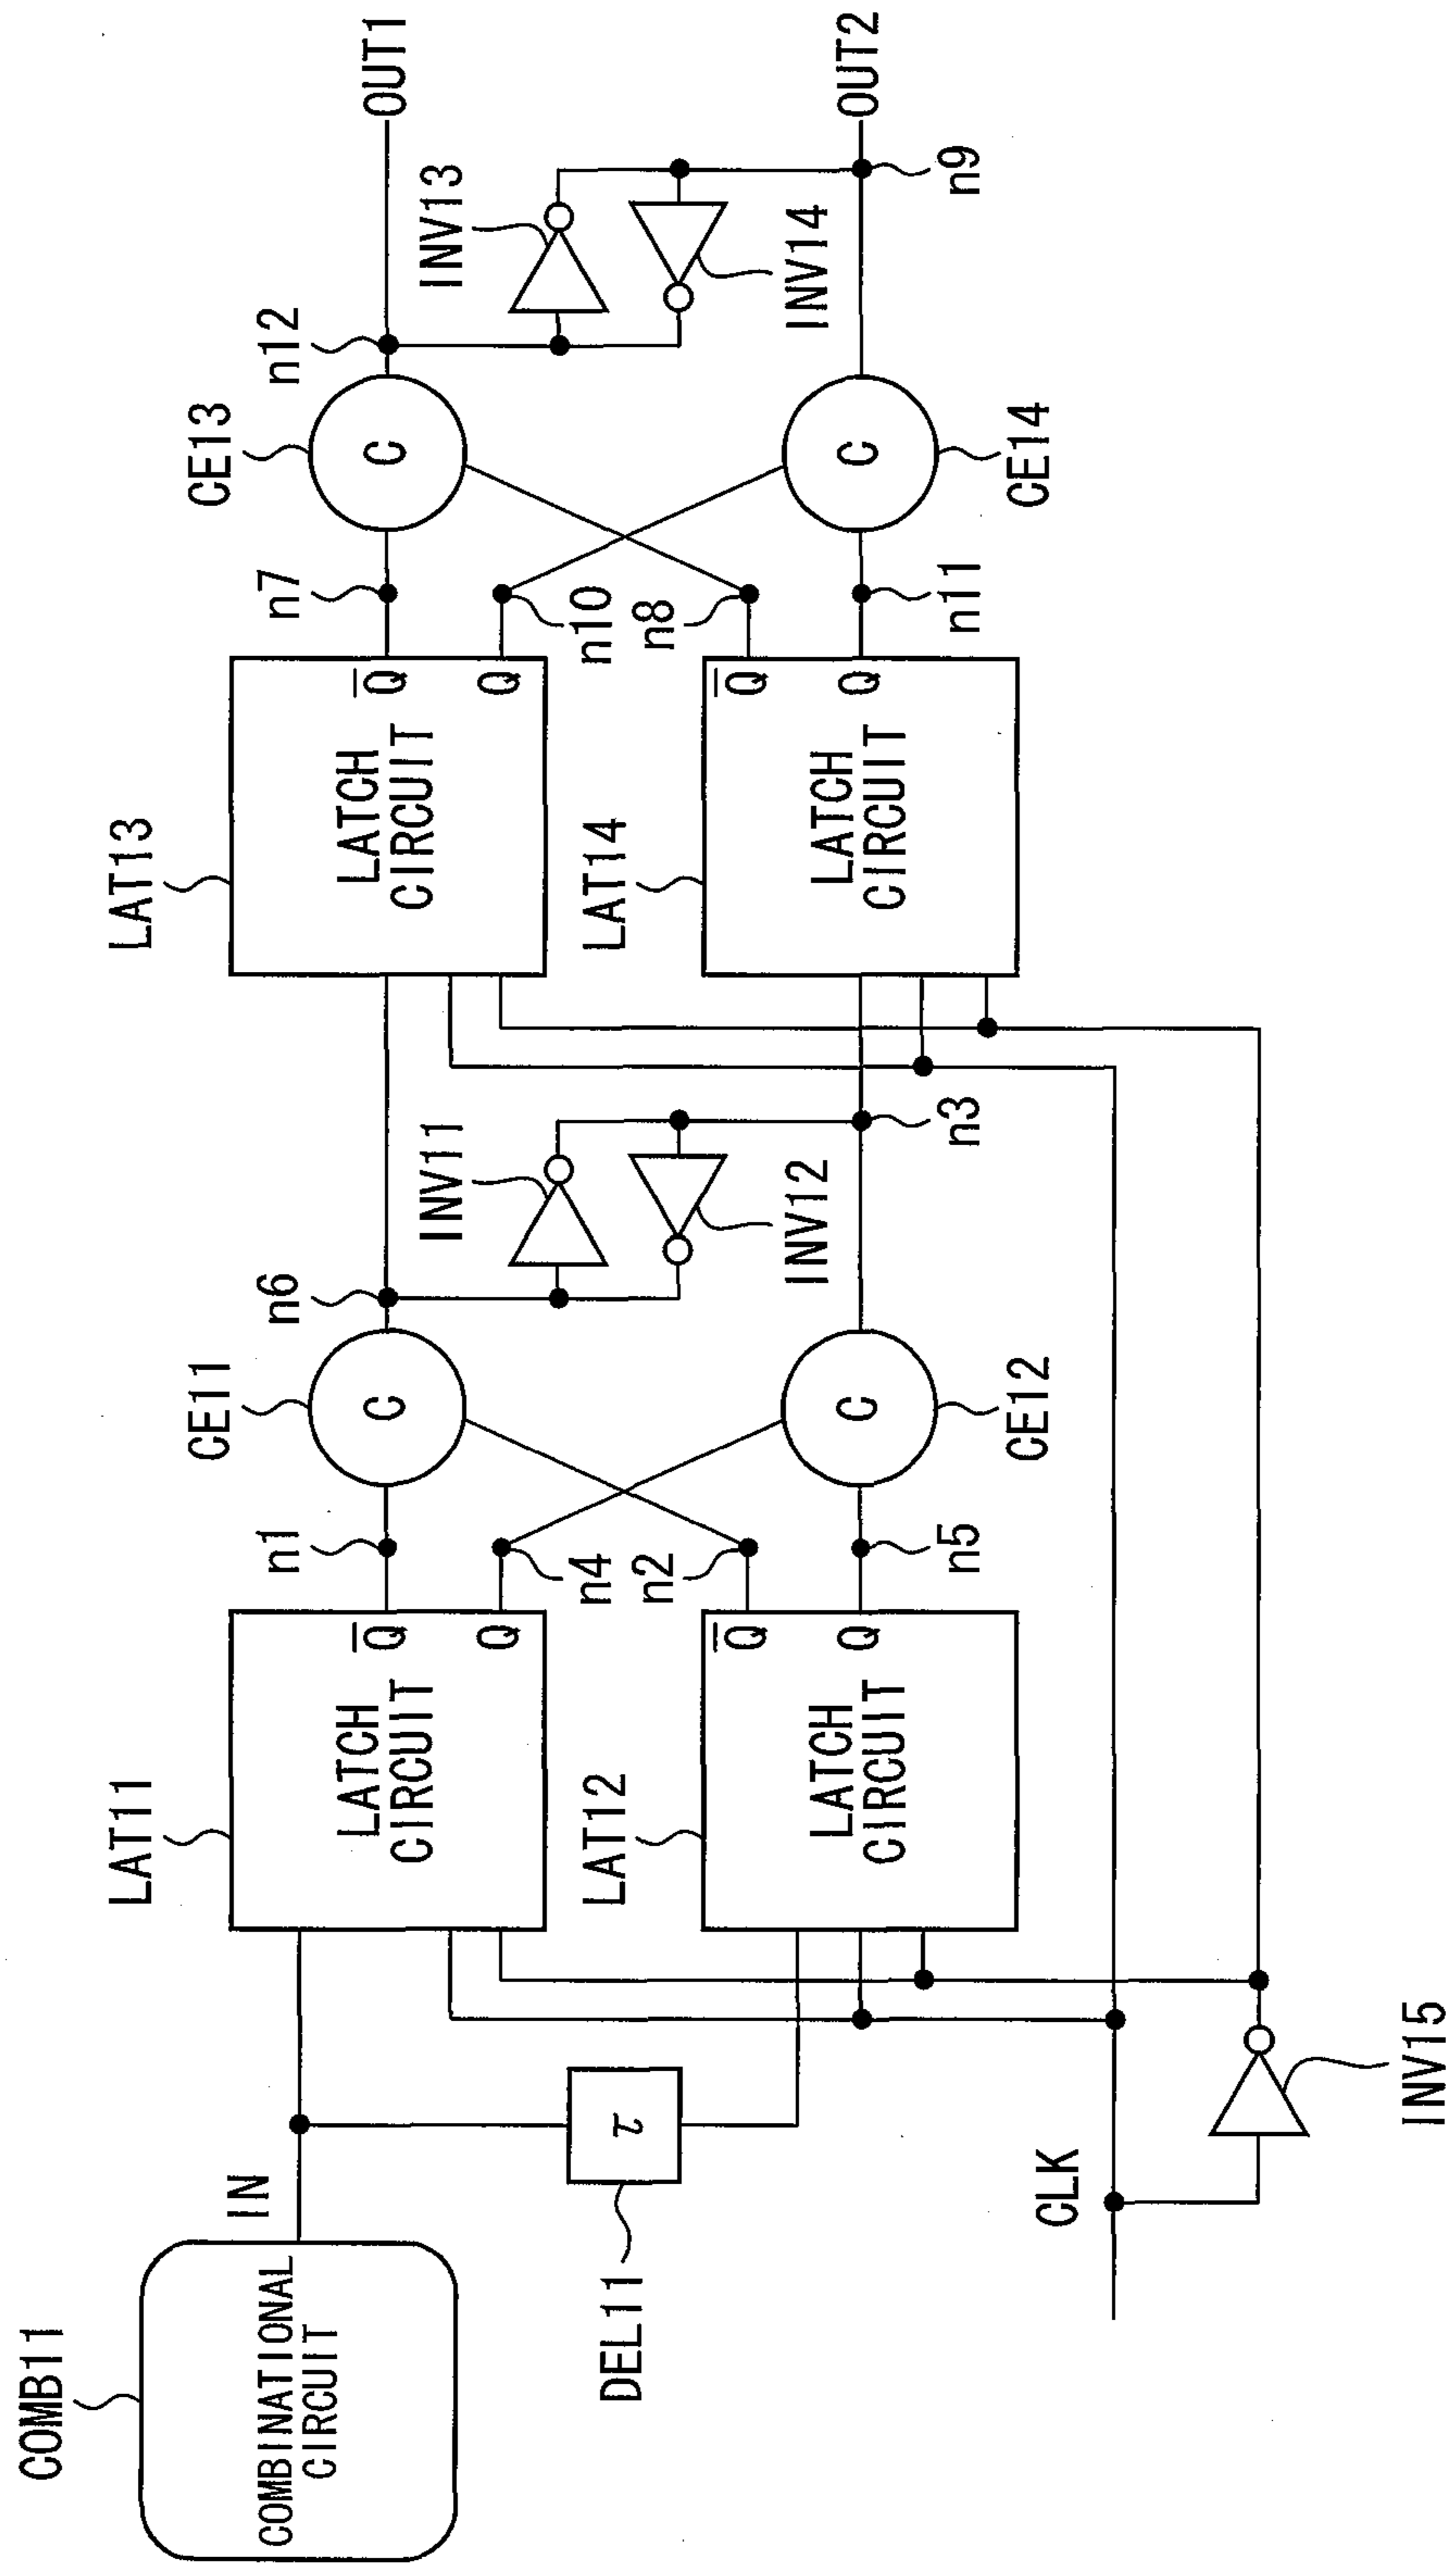 COMB11
COMBINATIONAL
CIRCUIT
IN
DEL11
τ
CLK
INV15
LAT11
LATCH
CIRCUIT
Q̅
Q
LAT12
LATCH
CIRCUIT
Q̅
Q
n1
n4
n2
n5
CE11
C
CE12
C
n6
INV11
INV12
n3
LAT13
LATCH
CIRCUIT
Q̅
Q
LAT14
LATCH
CIRCUIT
Q̅
Q
n7
n10
n8
n11
CE13
C
CE14
C
n12
INV13
INV14
n9
OUT1
OUT2